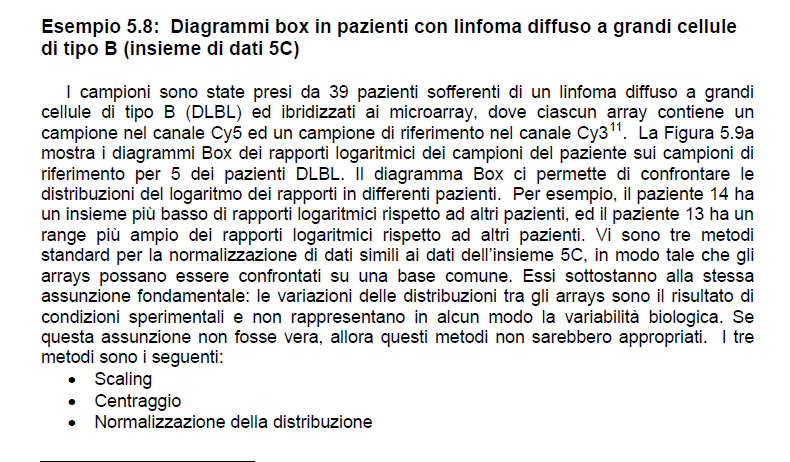 Esempio 5.8:  Diagrammi box in pazienti con linfoma diffuso a grandi cellule
di tipo B (insieme di dati 5C)
I campioni sono state presi da 39 pazienti sofferenti di un linfoma diffuso a grandi
cellule di tipo B (DLBL) ed ibridizzati ai microarray, dove ciascun array contiene un
campione nel canale Cy5 ed un campione di riferimento nel canale Cy3¹¹.  La Figura 5.9a
mostra i diagrammi Box dei rapporti logaritmici dei campioni del paziente sui campioni di
riferimento per 5 dei pazienti DLBL. Il diagramma Box ci permette di confrontare le
distribuzioni del logaritmo dei rapporti in differenti pazienti.  Per esempio, il paziente 14 ha
un insieme più basso di rapporti logaritmici rispetto ad altri pazienti, ed il paziente 13 ha un
range più ampio dei rapporti logaritmici rispetto ad altri pazienti. Vi sono tre metodi
standard per la normalizzazione di dati simili ai dati dell'insieme 5C, in modo tale che gli
arrays possano essere confrontati su una base comune. Essi sottostanno alla stessa
assunzione fondamentale: le variazioni delle distribuzioni tra gli arrays sono il risultato di
condizioni sperimentali e non rappresentano in alcun modo la variabilità biologica. Se
questa assunzione non fosse vera, allora questi metodi non sarebbero appropriati.  I tre
metodi sono i seguenti:
• Scaling
• Centraggio
• Normalizzazione della distribuzione